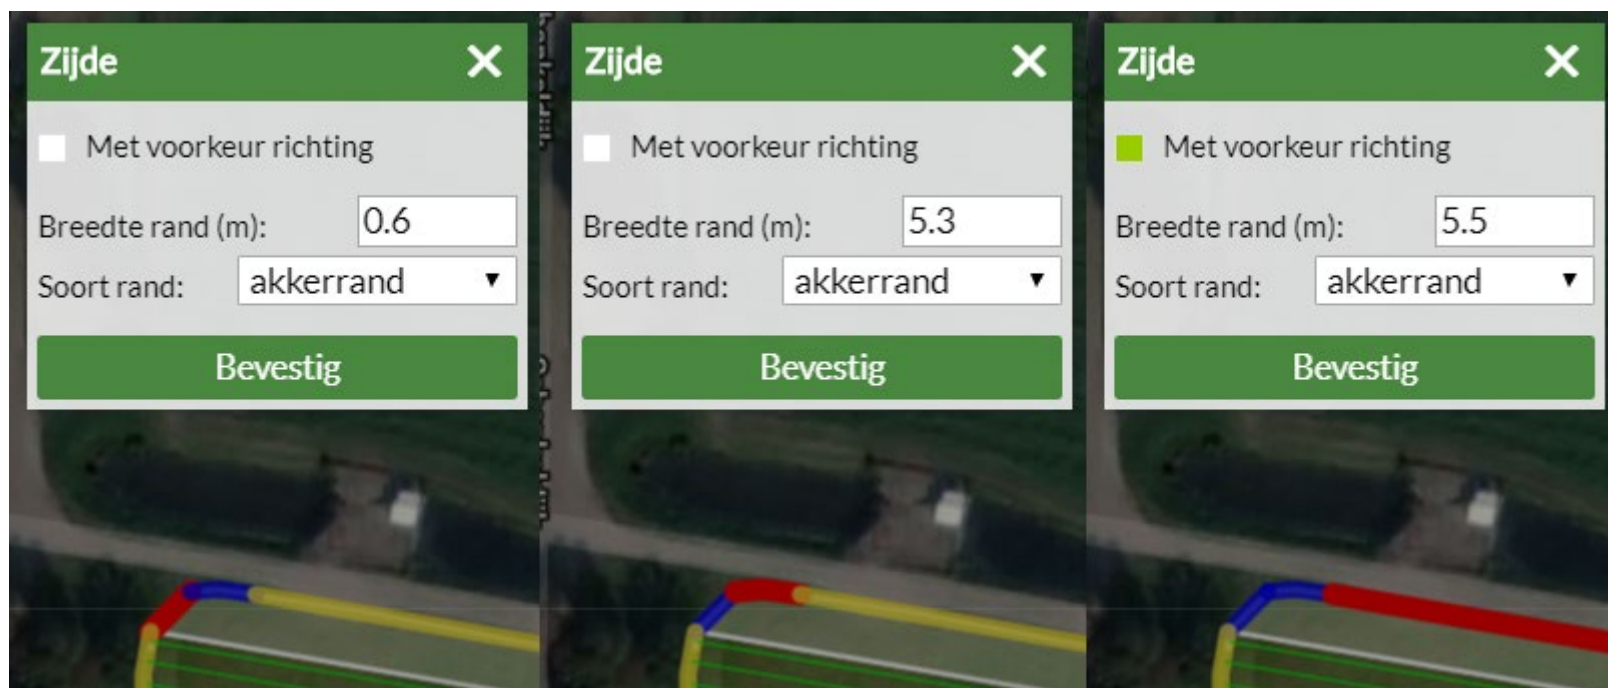 Zijde
Met voorkeur richting
Breedte rand (m): 0.6
Soort rand: akkerrand
Bevestig
Zijde
Met voorkeur richting
Breedte rand (m): 5.3
Soort rand: akkerrand
Bevestig
Zijde
Met voorkeur richting
Breedte rand (m): 5.5
Soort rand: akkerrand
Bevestig